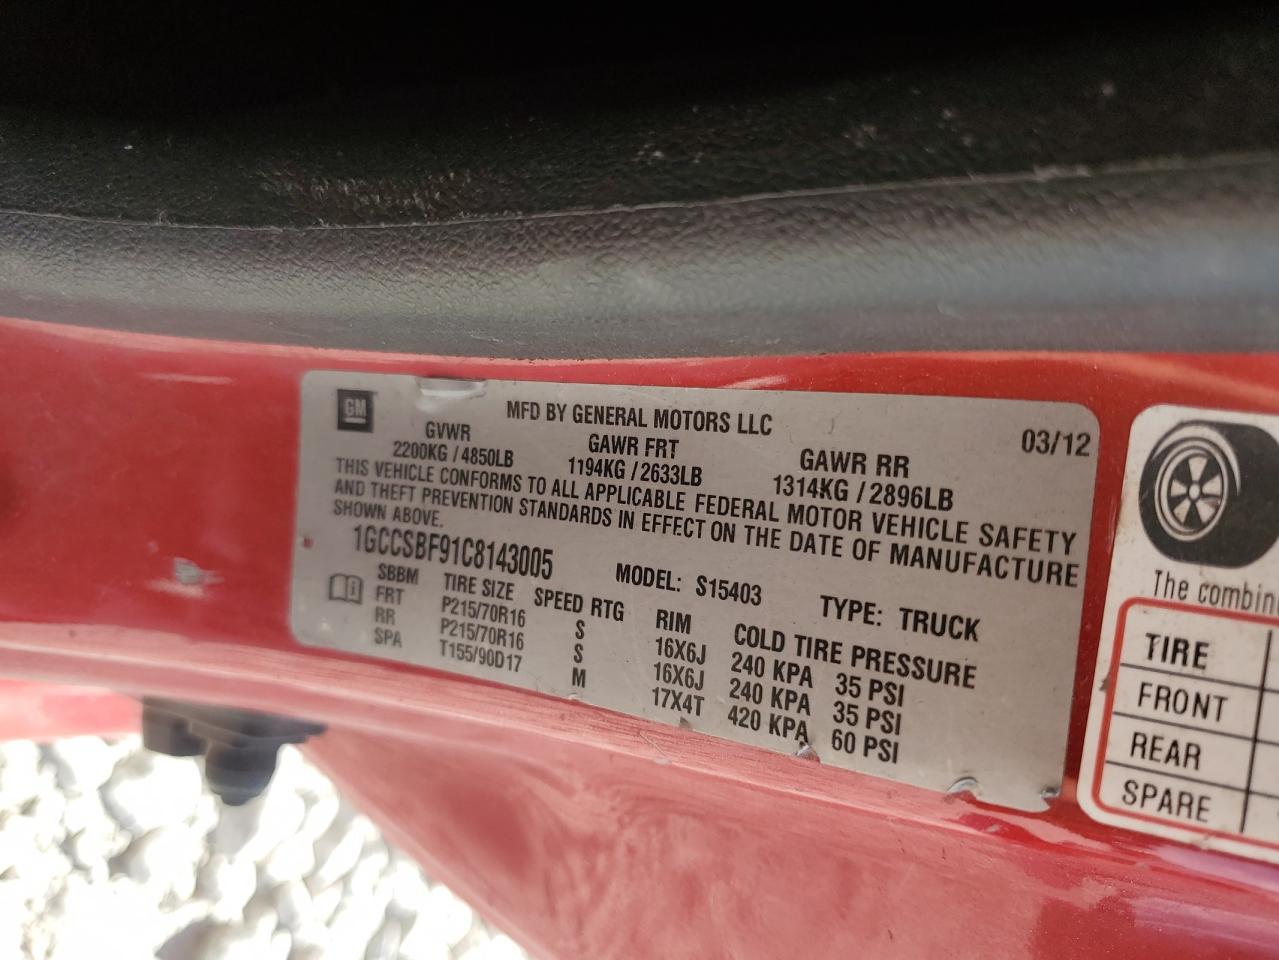 GM
MFD BY GENERAL MOTORS LLC
03/12
GVWR GAWR FRT GAWR RR
2200KG / 4850LB 1194KG / 2633LB 1314KG / 2896LB
THIS VEHICLE CONFORMS TO ALL APPLICABLE FEDERAL MOTOR VEHICLE SAFETY
AND THEFT PREVENTION STANDARDS IN EFFECT ON THE DATE OF MANUFACTURE
SHOWN ABOVE.
1GCCSBF91C8143005 MODEL: S15403 TYPE: TRUCK
SBBM TIRE SIZE SPEED RTG RIM COLD TIRE PRESSURE
FRT P215/70R16 S 16X6J 240 KPA 35 PSI
RR P215/70R16 S 16X6J 240 KPA 35 PSI
SPA T155/90D17 M 17X4T 420 KPA 60 PSI
The
TIRE
FRONT
REAR
SPARE